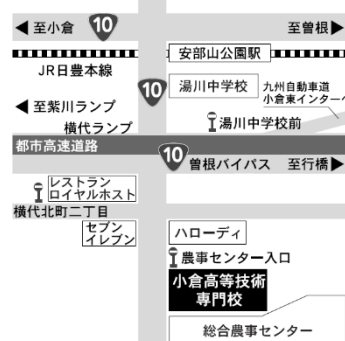 ◀至小倉 10 至曽根▶
安部山公園駅
JR日豊本線
10 湯川中学校 九州自動車道
小倉東インターへ
◀至紫川ランプ
湯川中学校前
横代ランプ
都市高速道路
10 曽根バイパス 至行橋▶
レストラン
ロイヤルホスト
横代北町二丁目
セブン
イレブン
ハローディ
農事センター入口
小倉高等技術
専門校
総合農事センター